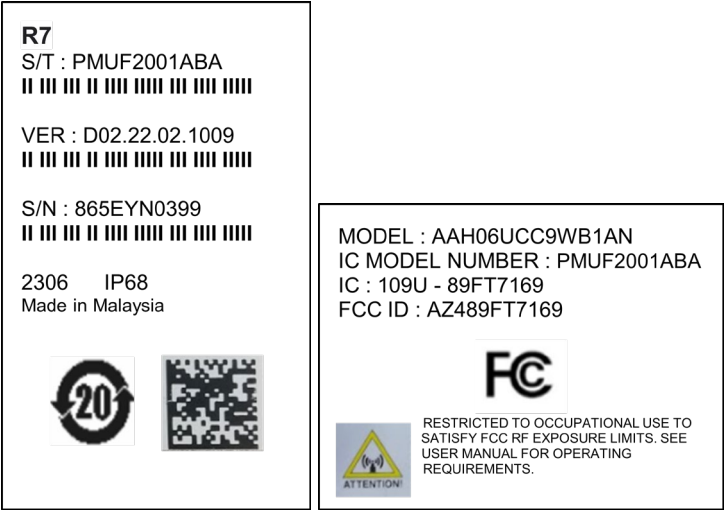 R7
S/T : PMUF2001ABA
VER : D02.22.02.1009
S/N : 865EYN0399
2306 IP68
Made in Malaysia
20
MODEL : AAH06UCC9WB1AN
IC MODEL NUMBER : PMUF2001ABA
IC : 109U - 89FT7169
FCC ID : AZ489FT7169
FC
RESTRICTED TO OCCUPATIONAL USE TO
SATISFY FCC RF EXPOSURE LIMITS. SEE
USER MANUAL FOR OPERATING
REQUIREMENTS.
ATTENTION!